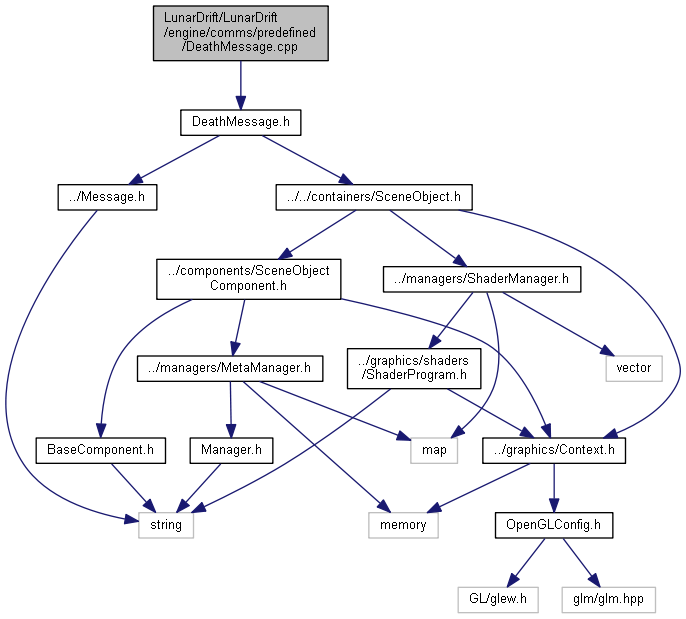 LunarDrift/LunarDrift
/engine/comms/predefined
/DeathMessage.cpp
DeathMessage.h
../Message.h
../../containers/SceneObject.h
../components/SceneObject
Component.h
../managers/ShaderManager.h
../managers/MetaManager.h
../graphics/shaders
/ShaderProgram.h
vector
BaseComponent.h
Manager.h
map
../graphics/Context.h
string
memory
OpenGLConfig.h
GL/glew.h
glm/glm.hpp